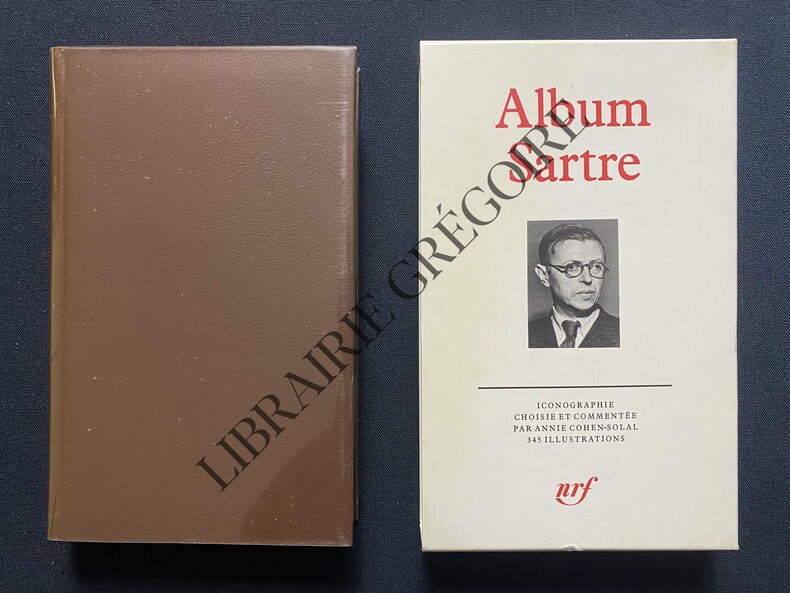 Album
Sartre
ICONOGRAPHIE
CHOISIE ET COMMENTÉE
PAR ANNIE COHEN-SOLAL
345 ILLUSTRATIONS
nrf
LIBRAIRIE GRÉGOIRE